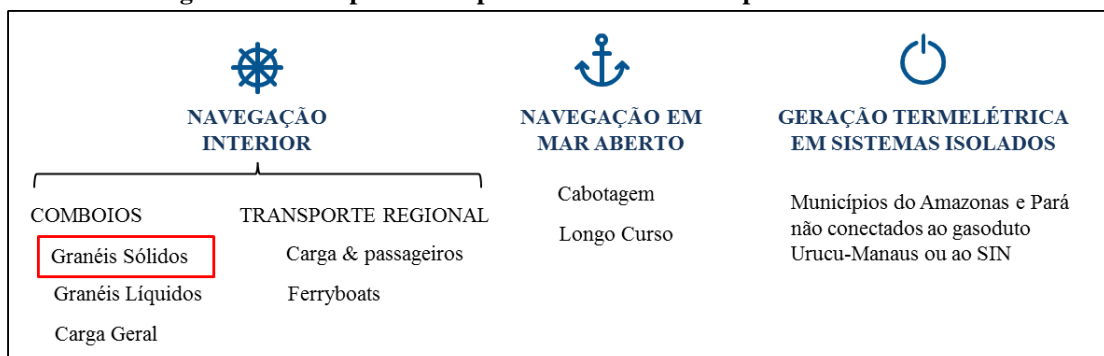 NAVEGAÇÃO
INTERIOR
COMBOIOS
Granéis Sólidos
Granéis Líquidos
Carga Geral
TRANSPORTE REGIONAL
Carga & passageiros
Ferryboats
NAVEGAÇÃO EM
MAR ABERTO
Cabotagem
Longo Curso
GERAÇÃO TERMELÉTRICA
EM SISTEMAS ISOLADOS
Municípios do Amazonas e Pará
não conectados ao gasoduto
Urucu-Manaus ou ao SIN